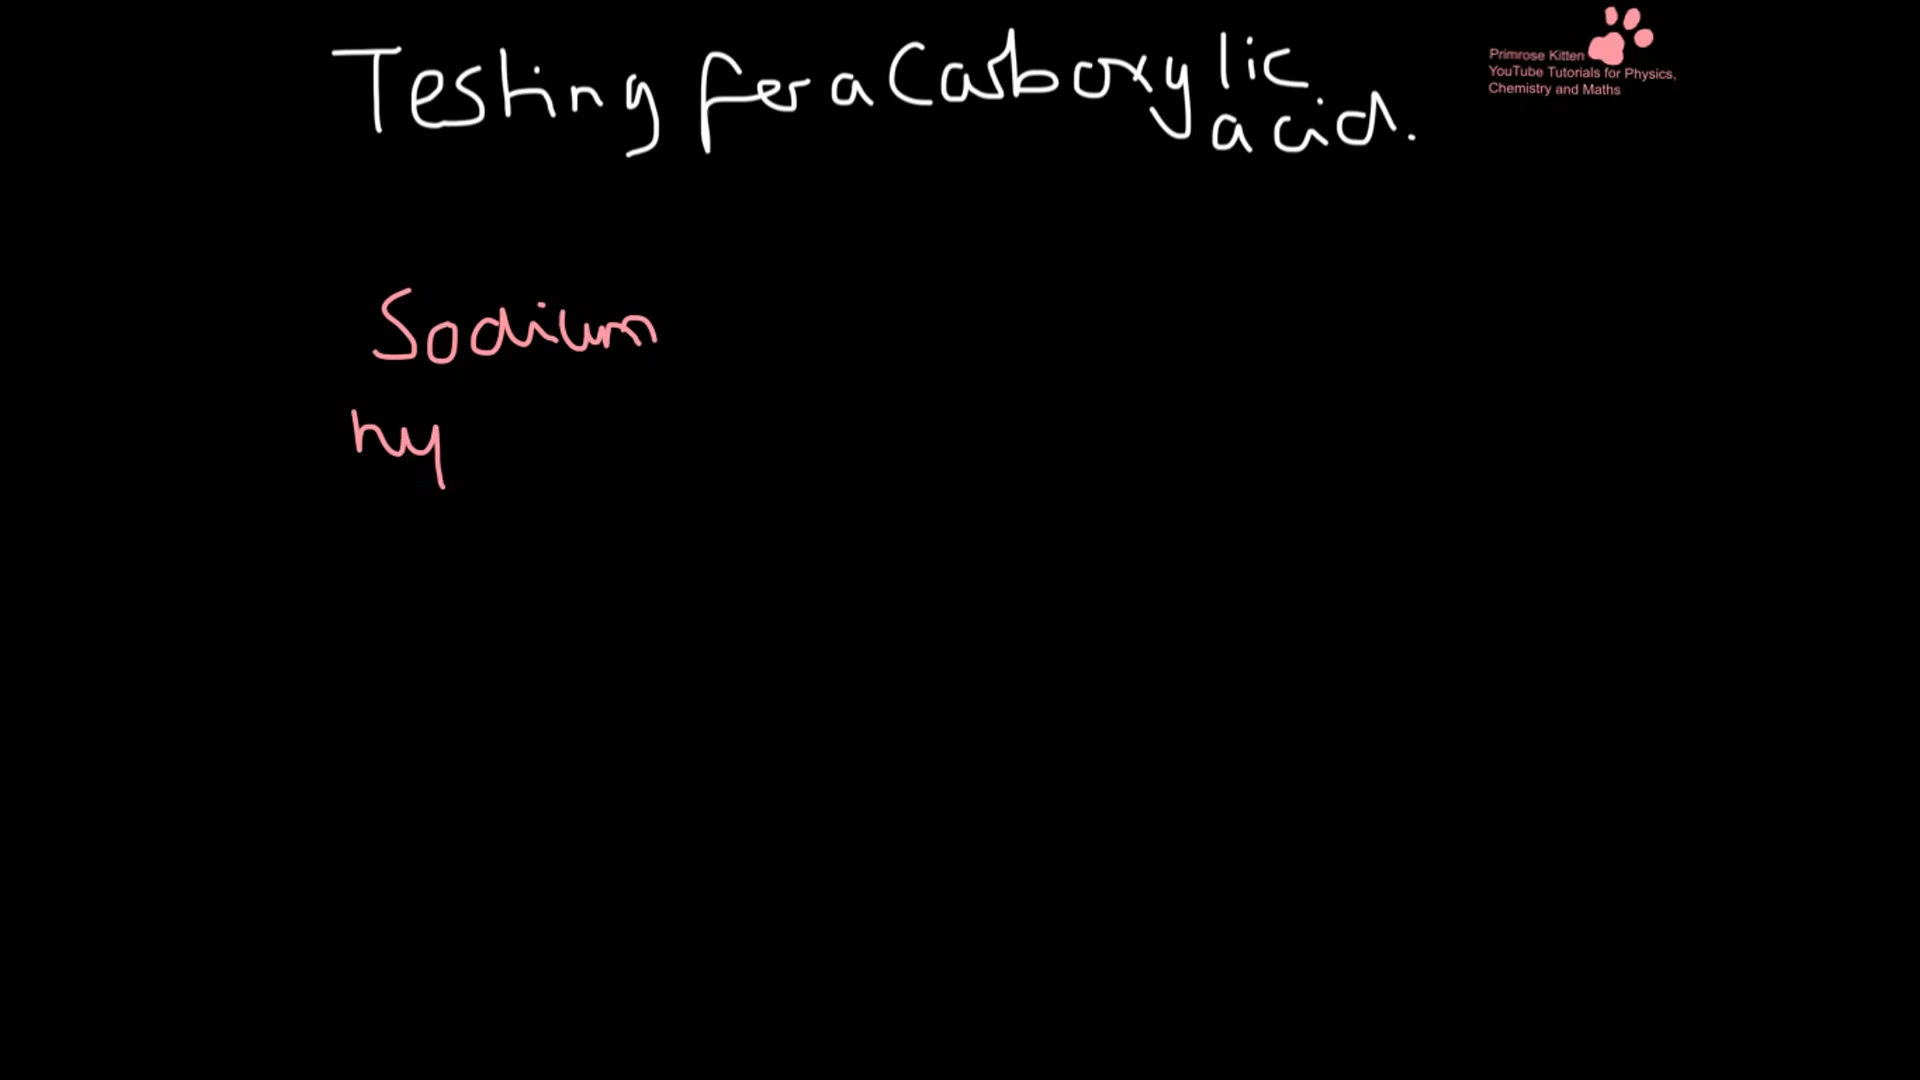 Testing for a Carboxylic
acid.
Primrose Kitten
YouTube Tutorials for Physics,
Chemistry and Maths
Sodium
hy